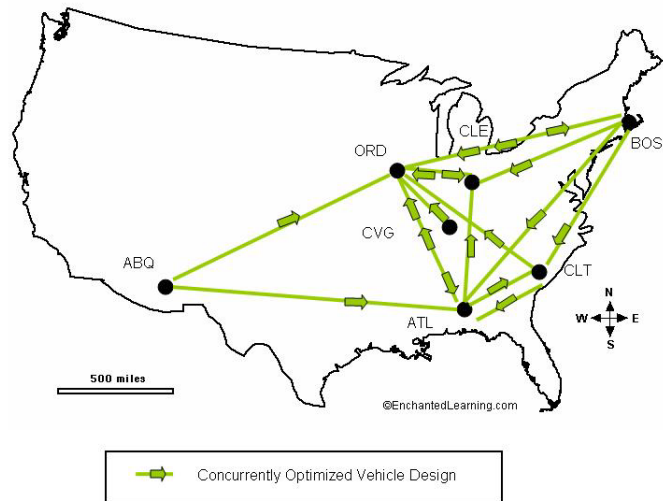 CLE
BOS
ORD
CVG
ABQ
CLT
ATL
N
W E
S
500 miles
©EnchantedLearning.com
Concurrently Optimized Vehicle Design